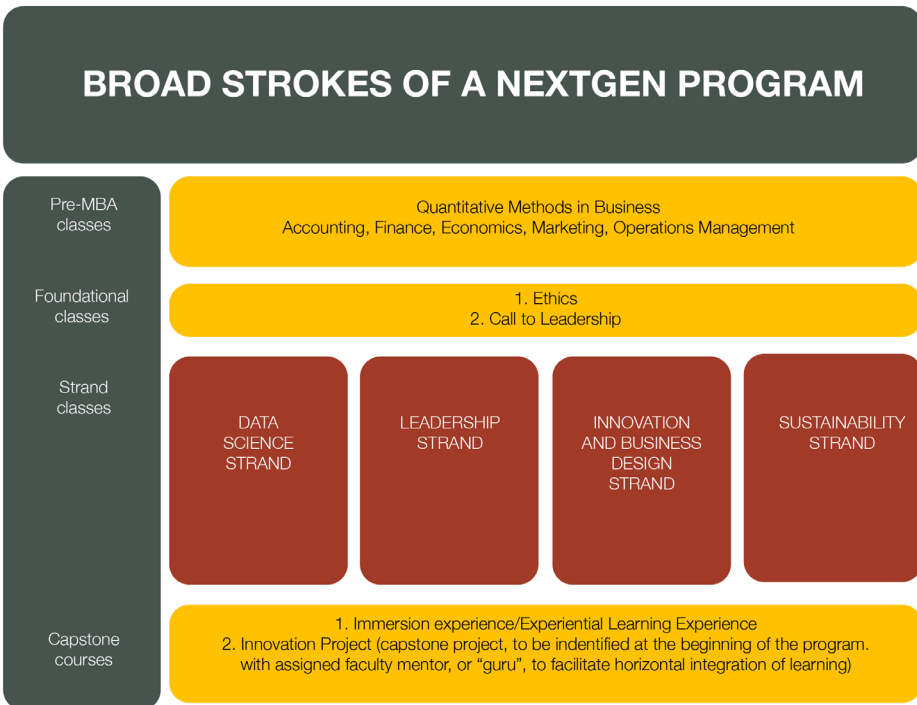 BROAD STROKES OF A NEXTGEN PROGRAM
Pre-MBA
classes
Quantitative Methods in Business
Accounting, Finance, Economics, Marketing, Operations Management
Foundational
classes
1. Ethics
2. Call to Leadership
Strand
classes
DATA
SCIENCE
STRAND
LEADERSHIP
STRAND
INNOVATION
AND BUSINESS
DESIGN
STRAND
SUSTAINABILITY
STRAND
Capstone
courses
1. Immersion experience/Experiential Learning Experience
2. Innovation Project (capstone project, to be indentified at the beginning of the program.
with assigned faculty mentor, or “guru”, to facilitate horizontal integration of learning)